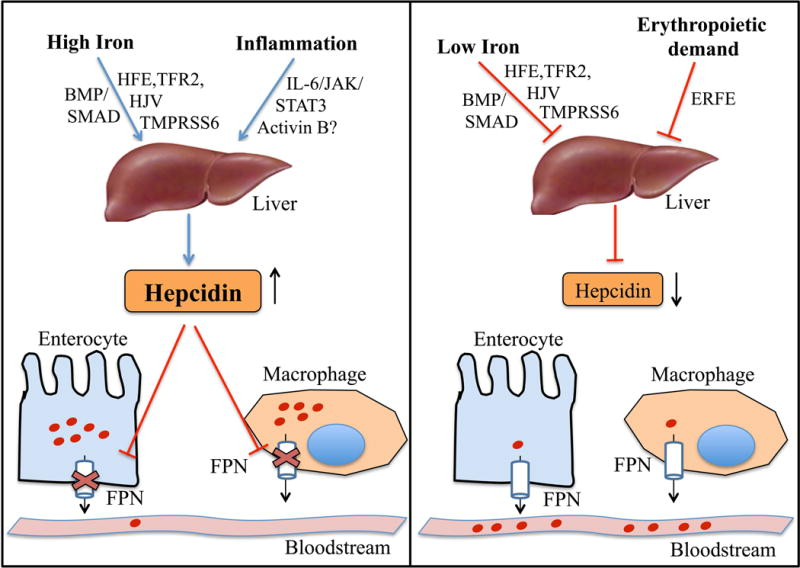 High Iron
Inflammation
HFE,TFR2,
HJV
TMPRSS6
BMP/
SMAD
IL-6/JAK/
STAT3
Activin B?
Liver
Hepcidin
Enterocyte
Macrophage
FPN
FPN
Bloodstream
Low Iron
Erythropoietic
demand
HFE,TFR2,
HJV
TMPRSS6
BMP/
SMAD
ERFE
Liver
Hepcidin
Enterocyte
Macrophage
FPN
FPN
Bloodstream